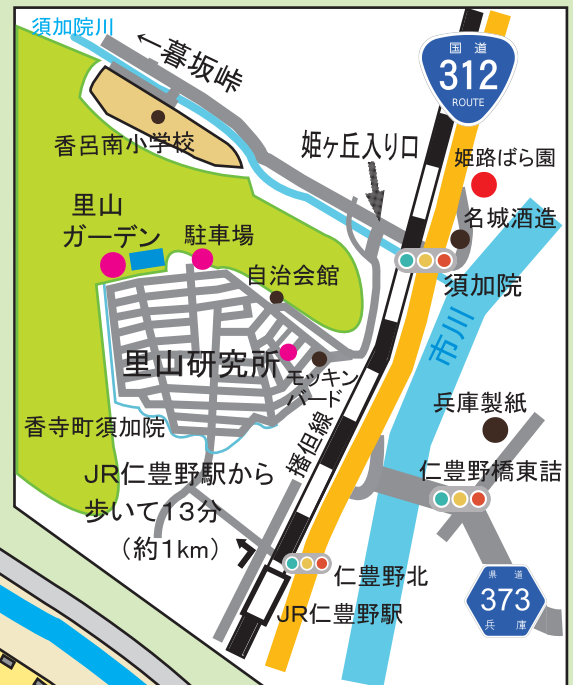 須加院川
←暮坂峠
国道
312
ROUTE
香呂南小学校
姫ヶ丘入り口
姫路ばら園
名城酒造
里山
ガーデン
駐車場
自治会館
須加院
市川
里山研究所
モッキン
バード
兵庫製紙
香寺町須加院
播但線
仁豊野橋東詰
JR仁豊野駅から
歩いて13分
（約1km）
仁豊野北
JR仁豊野駅
県道
373
兵庫